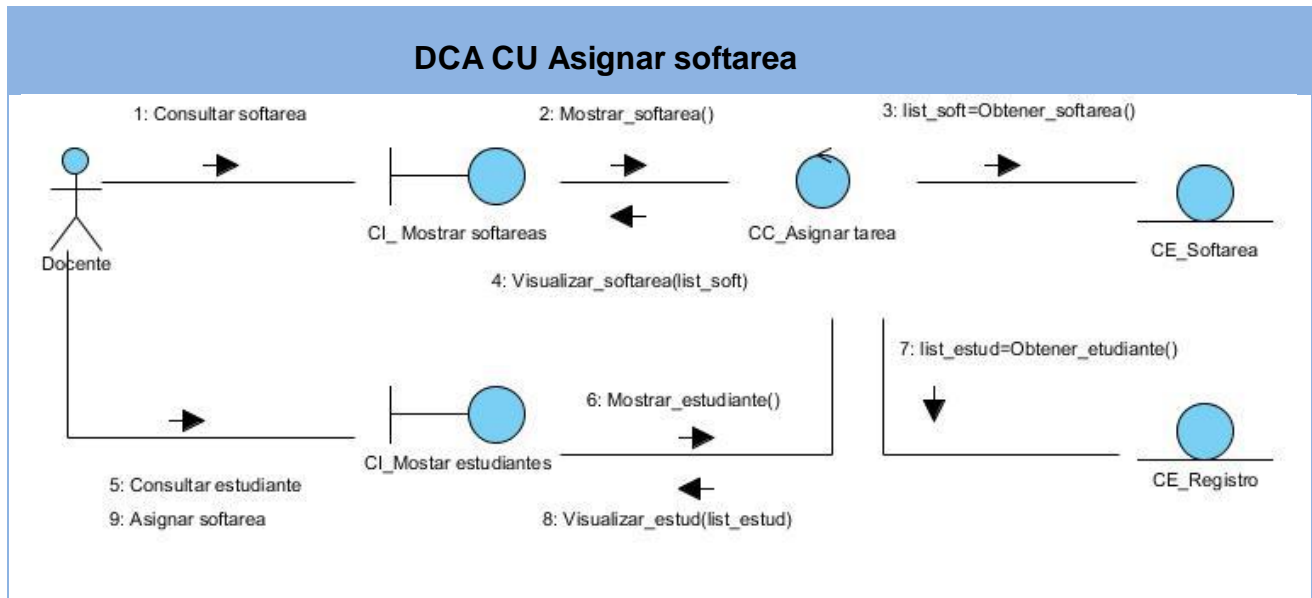 DCA CU Asignar softarea
1: Consultar softarea
2: Mostrar_softarea()
3: list_soft=Obtener_softarea()
Docente
CI_ Mostrar softareas
CC_Asignar tarea
CE_Softarea
4: Visualizar_softarea(list_soft)
7: list_estud=Obtener_etudiante()
6: Mostrar_estudiante()
CI_Mostar estudiantes
CE_Registro
5: Consultar estudiante
9: Asignar softarea
8: Visualizar_estud(list_estud)